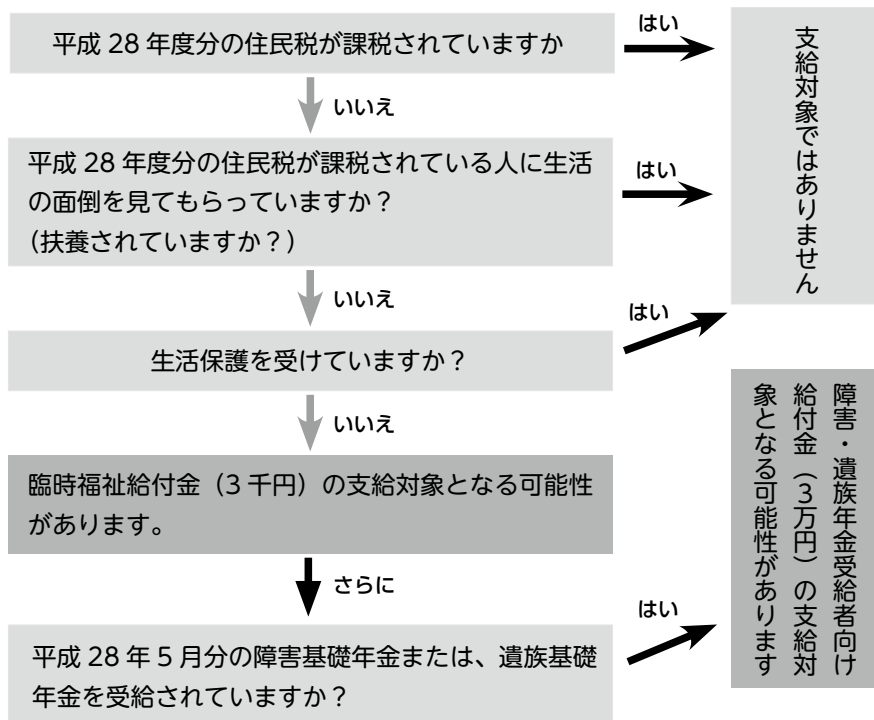 平成 28 年度分の住民税が課税されていますか
はい
支給対象ではありません
いいえ
平成 28 年度分の住民税が課税されている人に生活
の面倒を見てもらっていますか？
（扶養されていますか？）
はい
いいえ
生活保護を受けていますか？
はい
いいえ
臨時福祉給付金（3 千円）の支給対象となる可能性
があります。
さらに
平成 28 年 5 月分の障害基礎年金または、遺族基礎
年金を受給されていますか？
はい
障害・遺族年金受給者向け
給付金（３万円）の支給対
象となる可能性があります